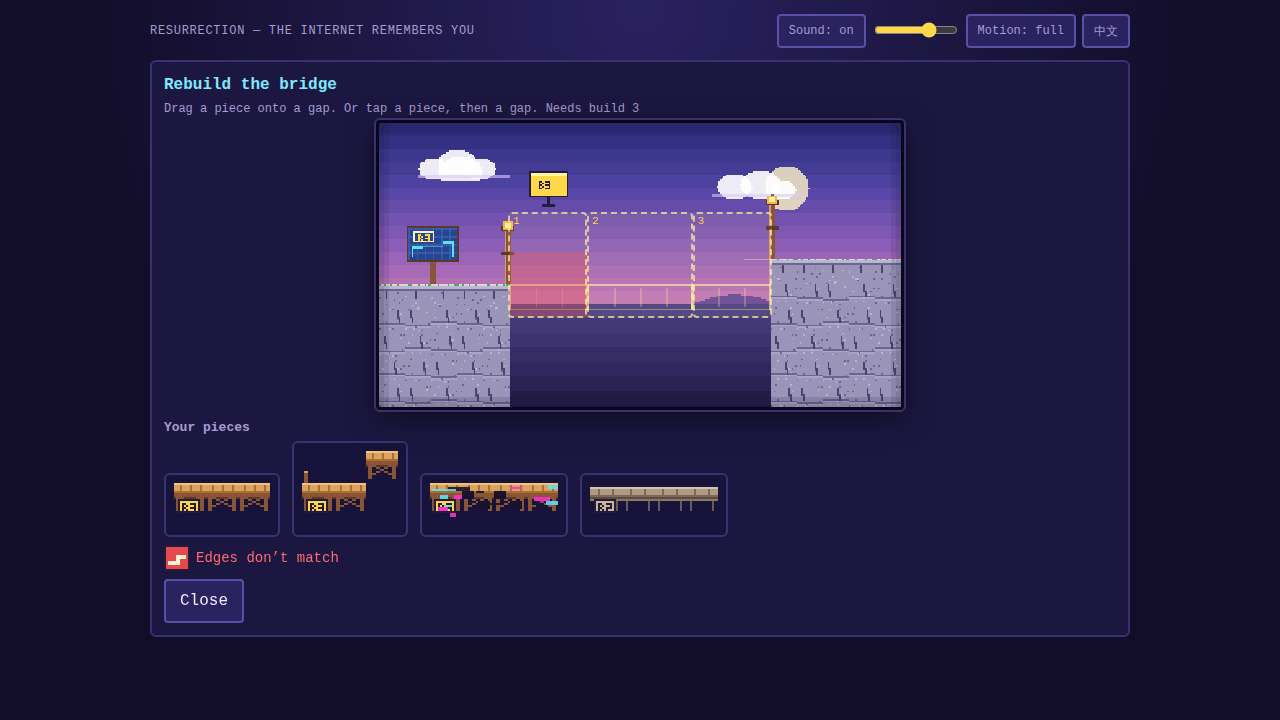 RESURRECTION — THE INTERNET REMEMBERS YOU
Sound: on
Motion: full
中文
Rebuild the bridge
Drag a piece onto a gap. Or tap a piece, then a gap. Needs build 3
1
2
3
Your pieces
Edges don’t match
Close